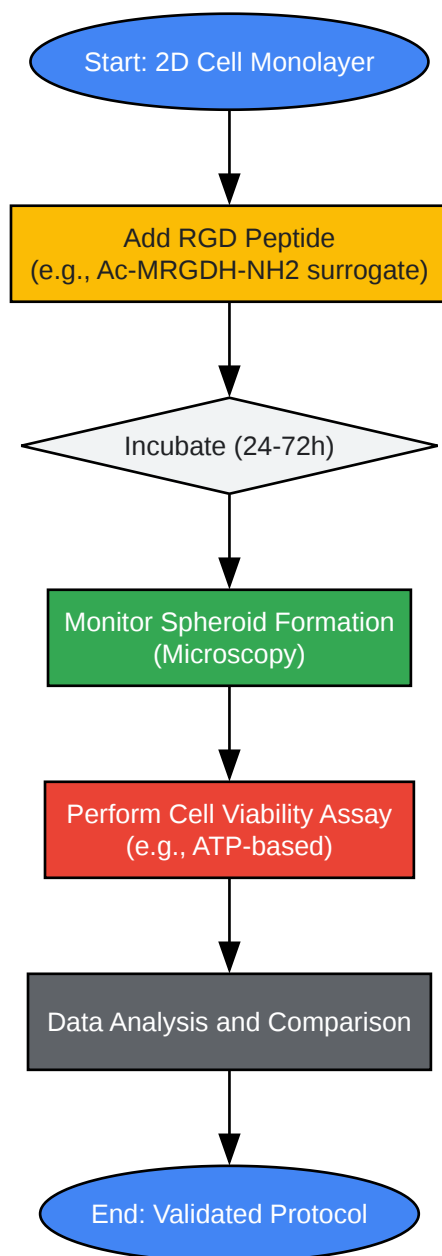 Start: 2D Cell Monolayer
Add RGD Peptide
(e.g., Ac-MRGDH-NH2 surrogate)
Incubate (24-72h)
Monitor Spheroid Formation
(Microscopy)
Perform Cell Viability Assay
(e.g., ATP-based)
Data Analysis and Comparison
End: Validated Protocol